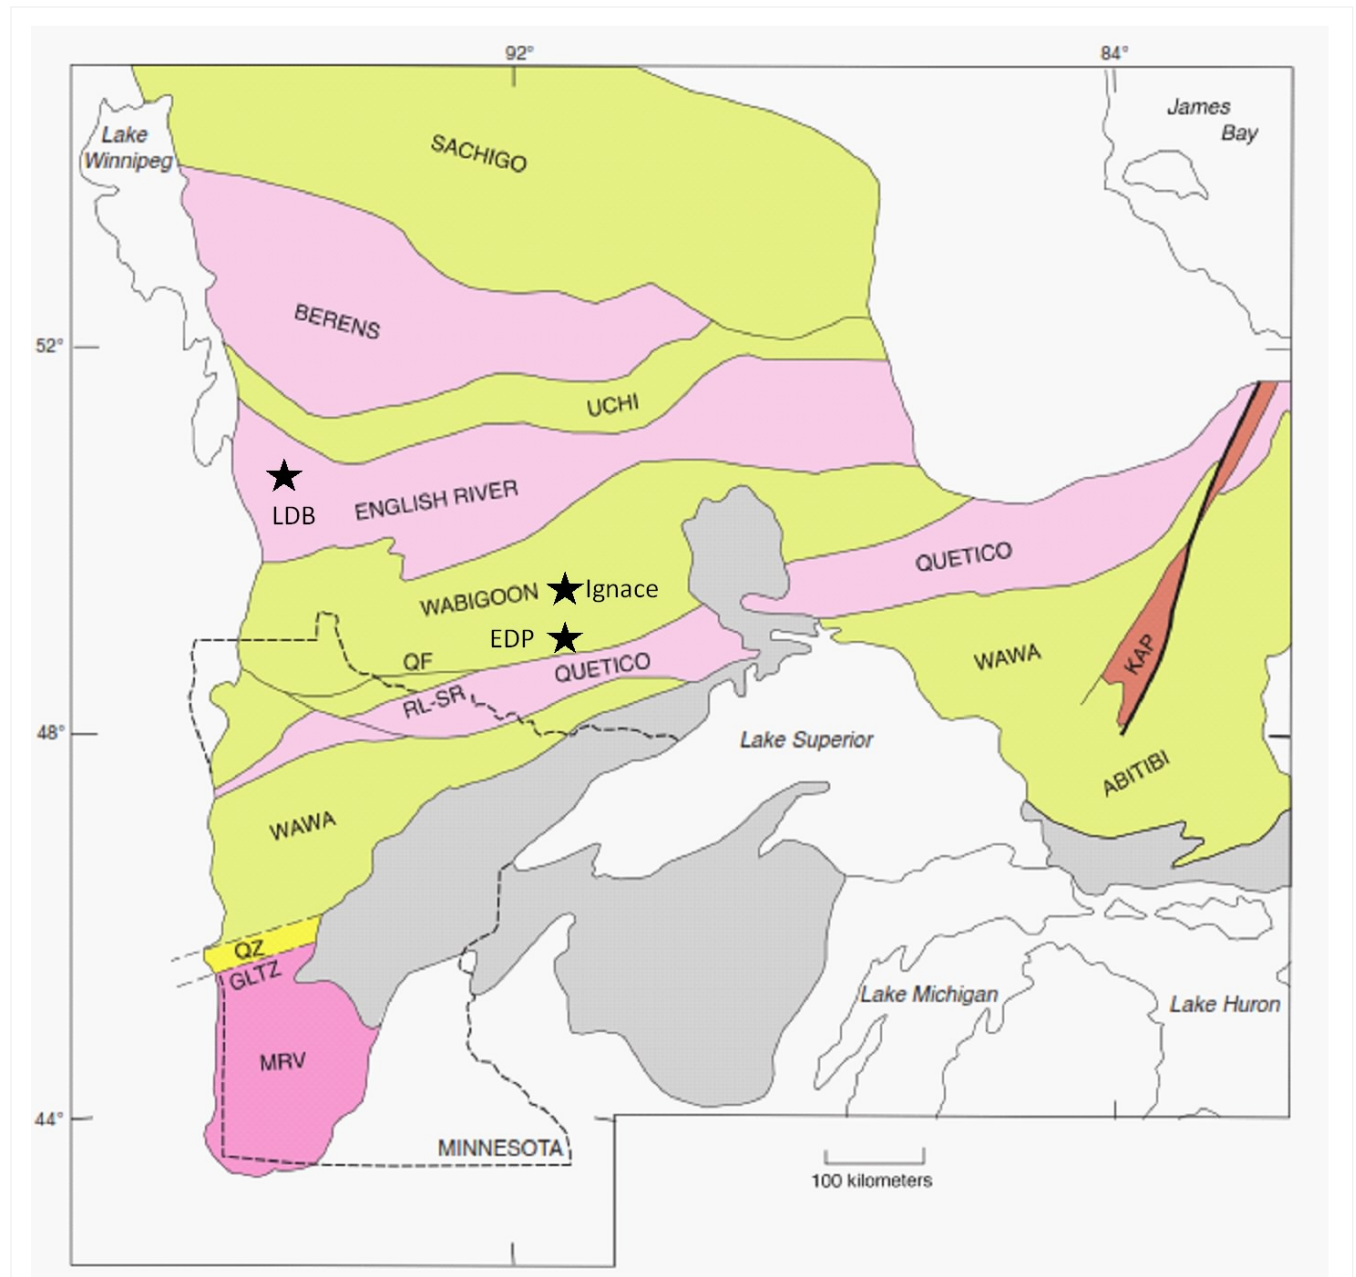 92°
84°
James
Bay
Lake
Winnipeg
SACHIGO
BERENS
52°
UCHI
LDB
ENGLISH RIVER
QUETICO
WABIGOON
Ignace
EDP
QF
QUETICO
WAWA
KAP
RL-SR
48°
Lake Superior
ABITIBI
WAWA
QZ
GLTZ
Lake Michigan
Lake Huron
MRV
44°
MINNESOTA
100 kilometers